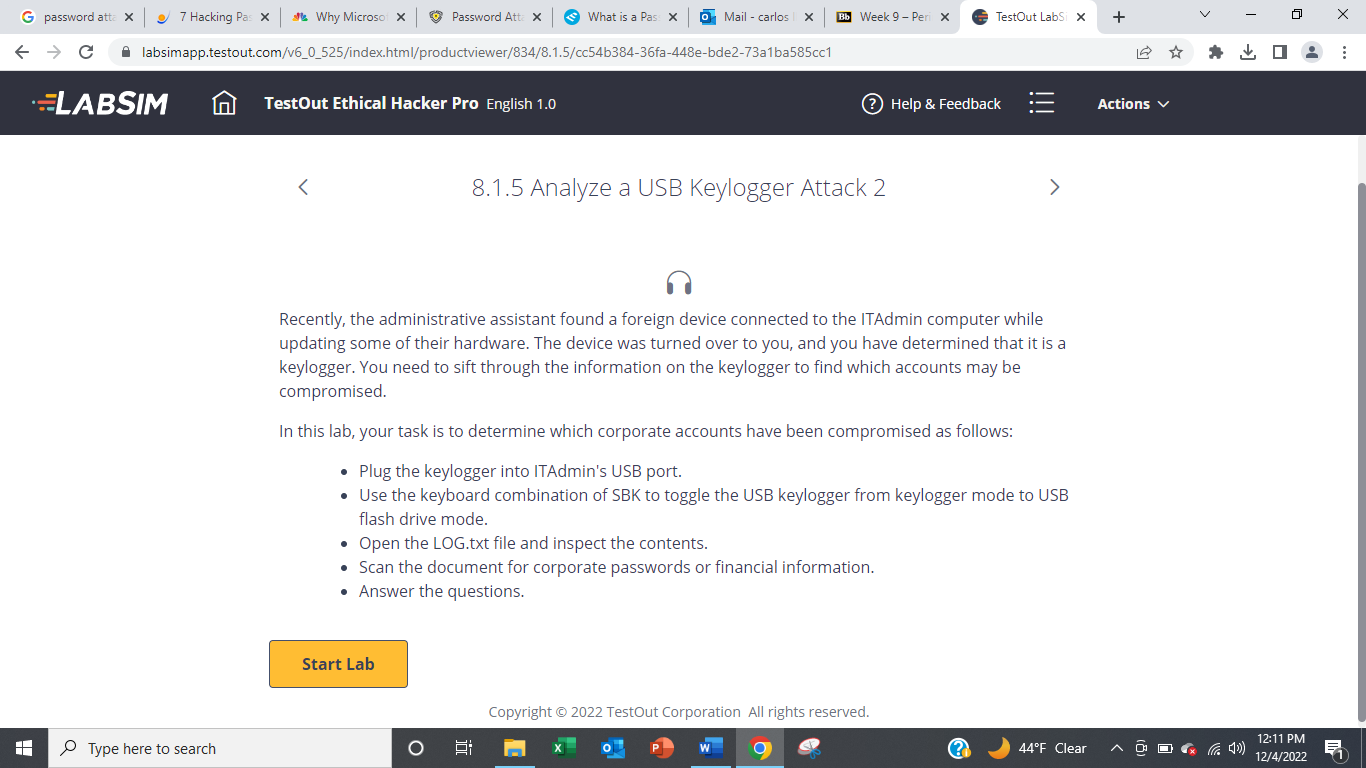 password atta
7 Hacking Pas
Why Microsof
Password Atta
What is a Pas
Mail - carlos
Bb Week 9 – Pen
TestOut LabS
labsimapp.testout.com/v6_0_525/index.html/productviewer/834/8.1.5/cc54b384-36fa-448e-bde2-73a1ba585cc1
LABSIM
TestOut Ethical Hacker Pro English 1.0
Help & Feedback
Actions
8.1.5 Analyze a USB Keylogger Attack 2
Recently, the administrative assistant found a foreign device connected to the ITAdmin computer while
updating some of their hardware. The device was turned over to you, and you have determined that it is a
keylogger. You need to sift through the information on the keylogger to find which accounts may be
compromised.
In this lab, your task is to determine which corporate accounts have been compromised as follows:
• Plug the keylogger into ITAdmin's USB port.
• Use the keyboard combination of SBK to toggle the USB keylogger from keylogger mode to USB
flash drive mode.
• Open the LOG.txt file and inspect the contents.
• Scan the document for corporate passwords or financial information.
• Answer the questions.
Start Lab
Copyright © 2022 TestOut Corporation All rights reserved.
Type here to search
44°F Clear
12:11 PM
12/4/2022
1